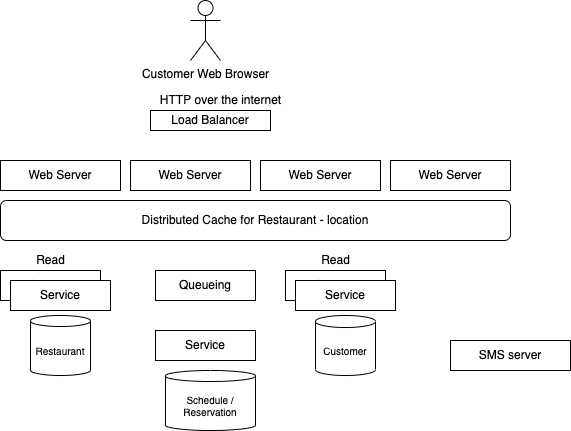 Customer Web Browser
HTTP over the internet
Load Balancer
Web Server
Web Server
Web Server
Web Server
Distributed Cache for Restaurant - location
Read
Service
Restaurant
Queueing
Service
Schedule /
Reservation
Read
Service
Customer
SMS server